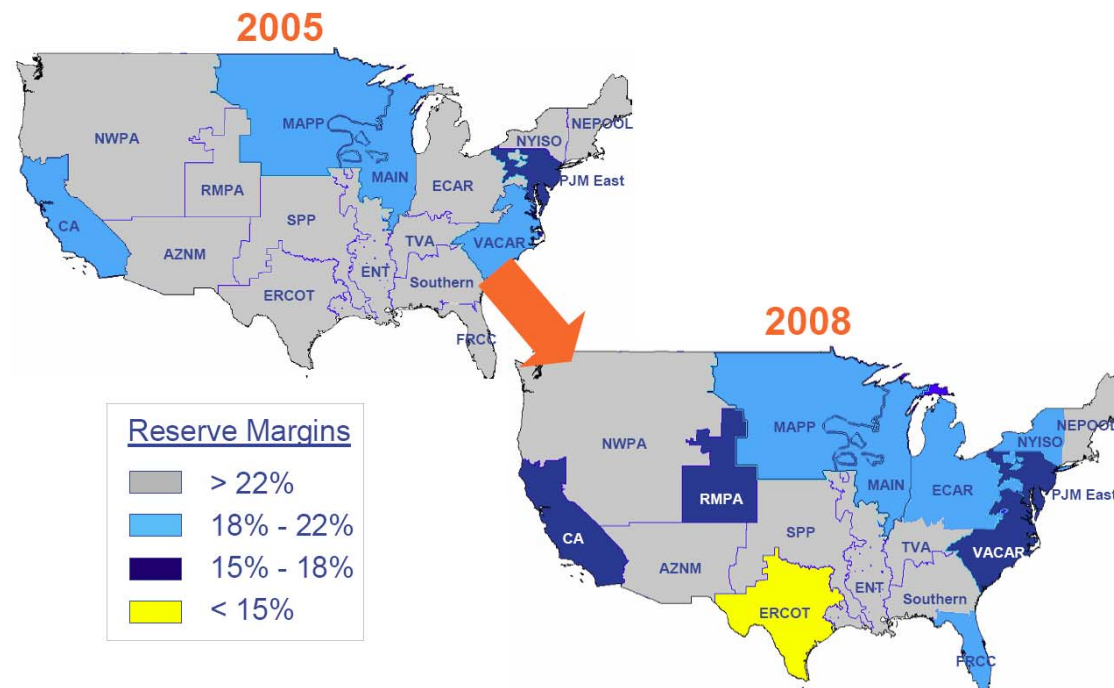 2005
NWPA
MAPP
NEPOOL
NYISO
RMPA
MAIN
ECAR
PJM East
CA
SPP
TVA
VACAR
AZNM
ENT
Southern
ERCOT
FRCC
2008
NWPA
MAPP
NEPOOL
NYISO
RMPA
MAIN
ECAR
PJM East
CA
SPP
TVA
VACAR
AZNM
ENT
Southern
ERCOT
FRCC
Reserve Margins
> 22%
18% - 22%
15% - 18%
< 15%